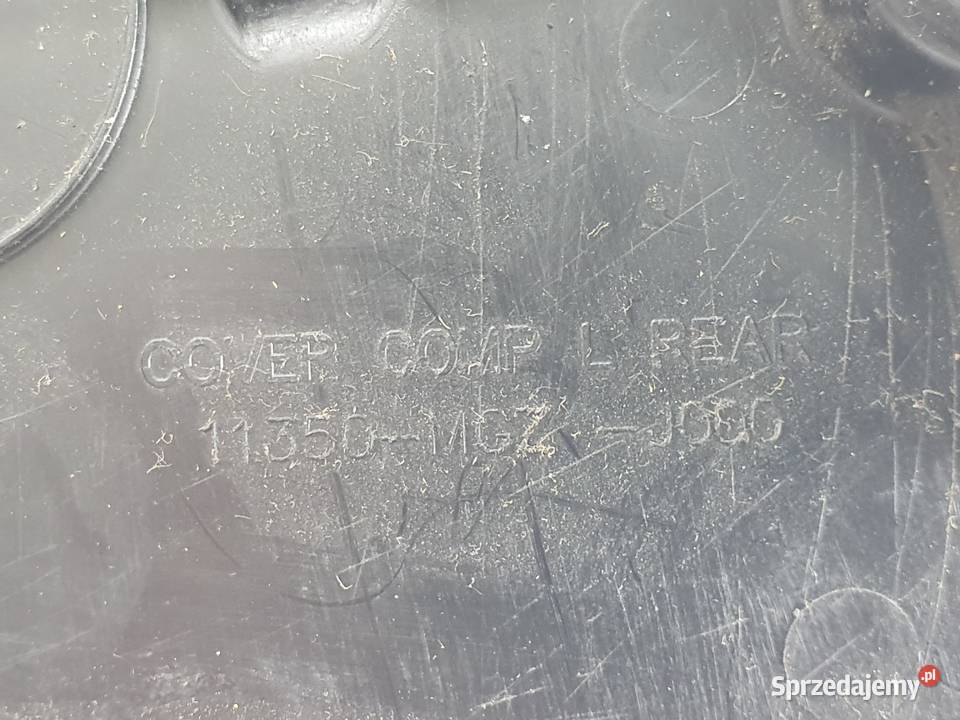 COVER COMP L REAR
11350-MGZ-J000
Sprzedajemy.pl